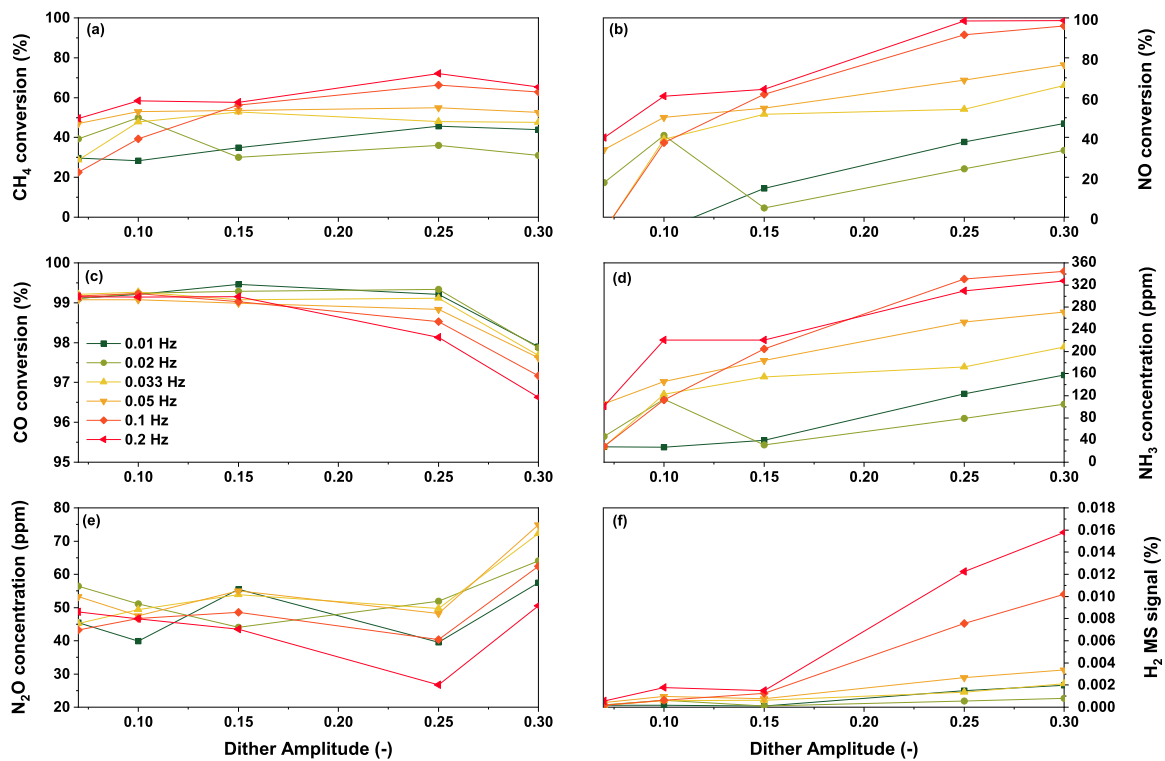 (a)
CH4 conversion (%)
100
80
60
40
20
0
0.10 0.15 0.20 0.25 0.30
(b)
NO conversion (%)
100
80
60
40
20
0
0.10 0.15 0.20 0.25 0.30
(c)
CO conversion (%)
100
99
98
97
96
95
0.01 Hz
0.02 Hz
0.033 Hz
0.05 Hz
0.1 Hz
0.2 Hz
0.10 0.15 0.20 0.25 0.30
(d)
NH3 concentration (ppm)
360
320
280
240
200
160
120
80
40
0
0.10 0.15 0.20 0.25 0.30
(e)
N2O concentration (ppm)
80
70
60
50
40
30
20
0.10 0.15 0.20 0.25 0.30
Dither Amplitude (-)
(f)
H2 MS signal (%)
0.018
0.016
0.014
0.012
0.010
0.008
0.006
0.004
0.002
0.000
0.10 0.15 0.20 0.25 0.30
Dither Amplitude (-)